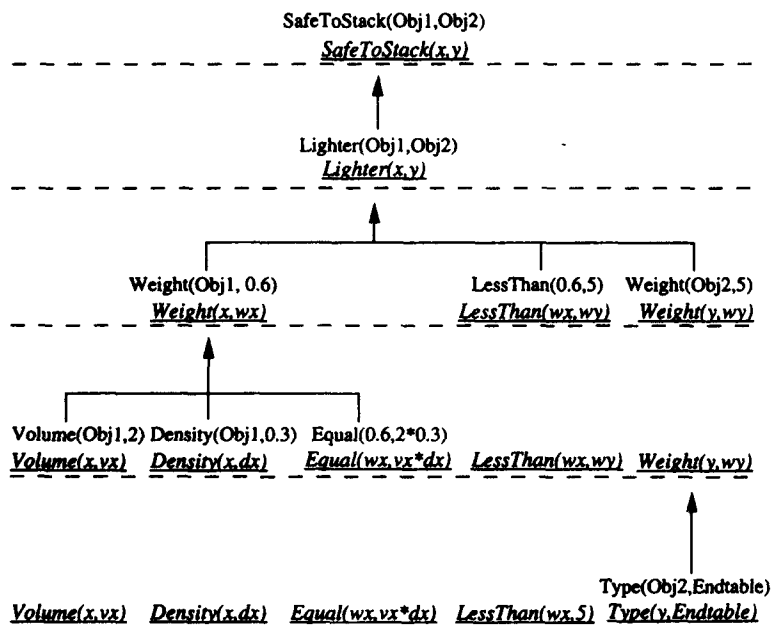 SafeToStack(Obj1,Obj2)
SafeToStack(x,y)
Lighter(Obj1,Obj2)
Lighter(x,y)
Weight(Obj1, 0.6) LessThan(0.6,5) Weight(Obj2,5)
Weight(x,wx) LessThan(wx,wy) Weight(y,wy)
Volume(Obj1,2) Density(Obj1,0.3) Equal(0.6,2*0.3)
Volume(x,vx) Density(x,dx) Equal(wx,vx*dx) LessThan(wx,wy) Weight(y,wy)
Type(Obj2,Endtable)
Volume(x,vx) Density(x,dx) Equal(wx,vx*dx) LessThan(wx,5) Type(y,Endtable)